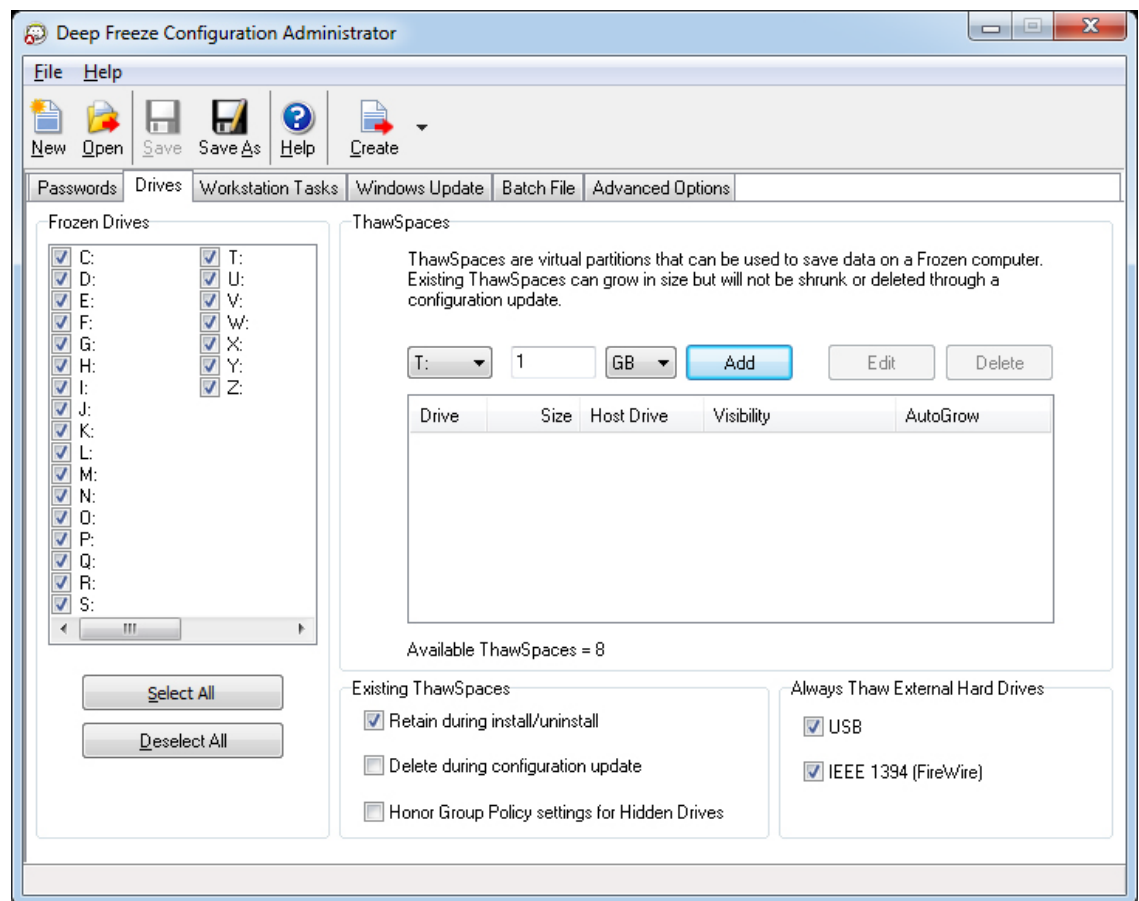 Deep Freeze Configuration Administrator
File Help
New Open Save Save As Help Create
Passwords Drives Workstation Tasks Windows Update Batch File Advanced Options
Frozen Drives
C:
D:
E:
F:
G:
H:
I:
J:
K:
L:
M:
N:
O:
P:
Q:
R:
S:
T:
U:
V:
W:
X:
Y:
Z:
Select All
Deselect All
ThawSpaces
ThawSpaces are virtual partitions that can be used to save data on a Frozen computer.
Existing ThawSpaces can grow in size but will not be shrunk or deleted through a
configuration update.
T: 1 GB Add Edit Delete
Drive Size Host Drive Visibility AutoGrow
Available ThawSpaces = 8
Existing ThawSpaces
Retain during install/uninstall
Delete during configuration update
Honor Group Policy settings for Hidden Drives
Always Thaw External Hard Drives
USB
IEEE 1394 (FireWire)